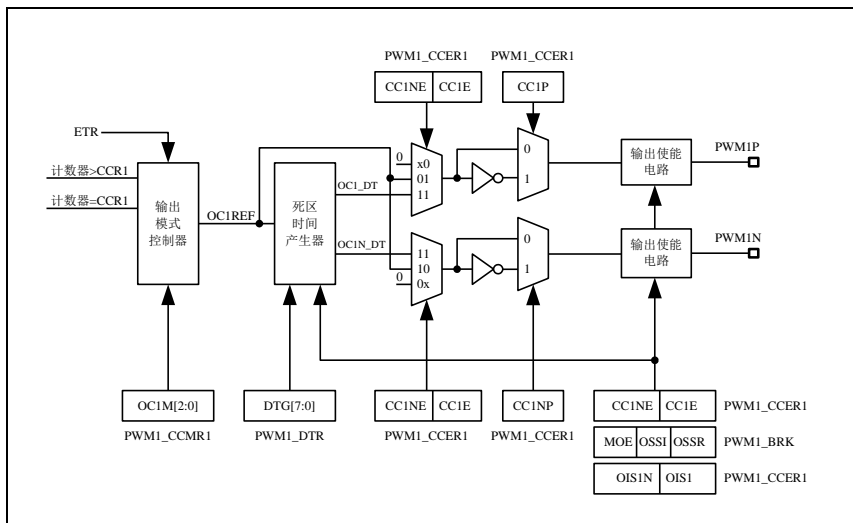 PWM1_CCER1 PWM1_CCER1
CC1NE CC1E CC1P
ETR
计数器>CCR1
计数器=CCR1
输出
模式
控制器
OC1REF
死区
时间
产生器
OC1_DT
OC1N_DT
0 x0
01
11
0
1
输出使能
电路
PWM1P
11
10
0 0x
0
1
输出使能
电路
PWM1N
OC1M[2:0] DTG[7:0] CC1NE CC1E CC1NP CC1NE CC1E PWM1_CCER1
PWM1_CCMR1 PWM1_DTR PWM1_CCER1 PWM1_CCER1
MOE OSSI OSSR PWM1_BRK
OIS1N OIS1 PWM1_CCER1